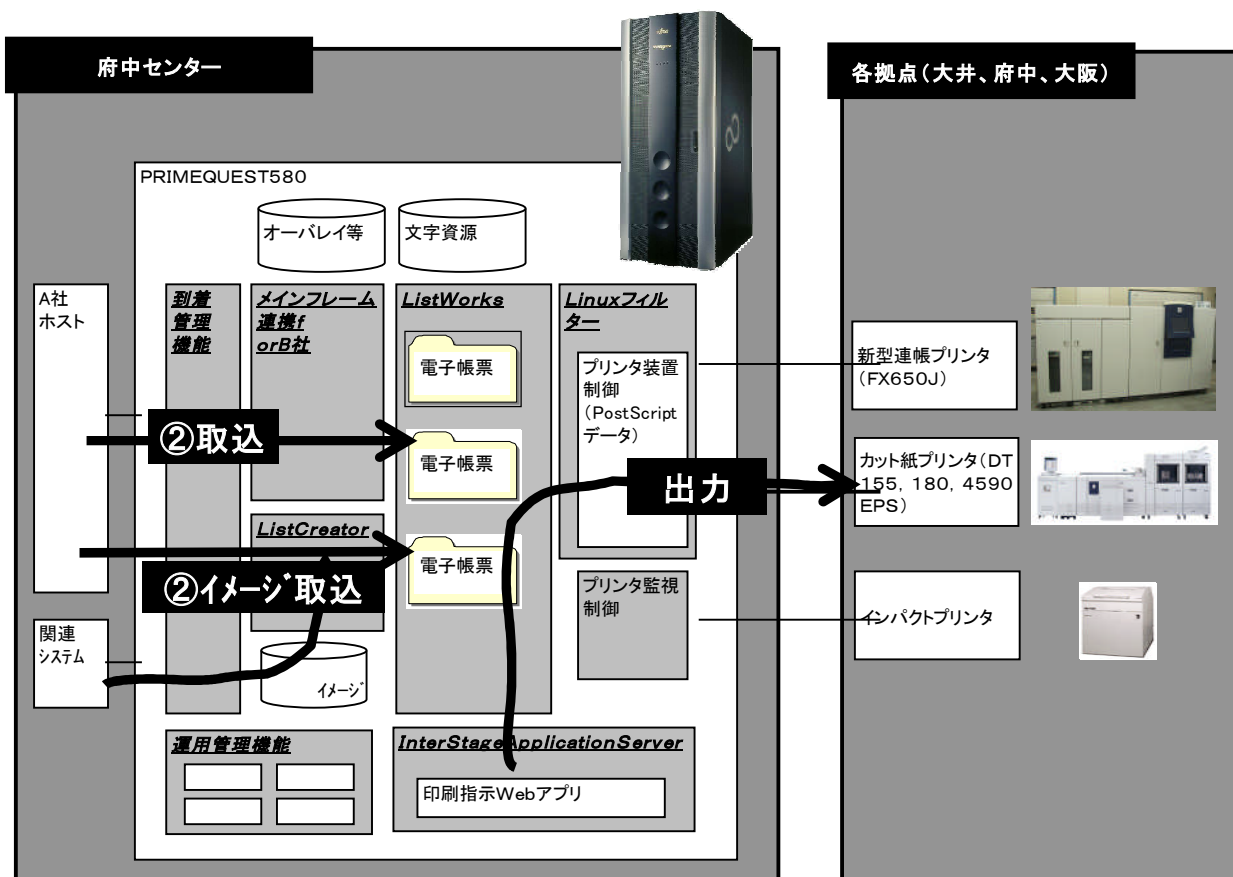 府中センター
各拠点（大井、府中、大阪）
PRIMEQUEST580
オーバレイ等
文字資源
A社
ホスト
到着
管理
機能
メインフレーム
連携f
orB社
ListWorks
Linuxフィル
ター
電子帳票
プリンタ装置
制御
（PostScript
データ）
新型連帳プリンタ
（FX650J）
②取込
電子帳票
出力
カット紙プリンタ（DT
155, 180, 4590
EPS）
ListCreator
電子帳票
②イメージ取込
プリンタ監視
制御
インパクトプリンタ
関連
システム
イメージ
運用管理機能
InterStageApplicationServer
印刷指示Webアプリ